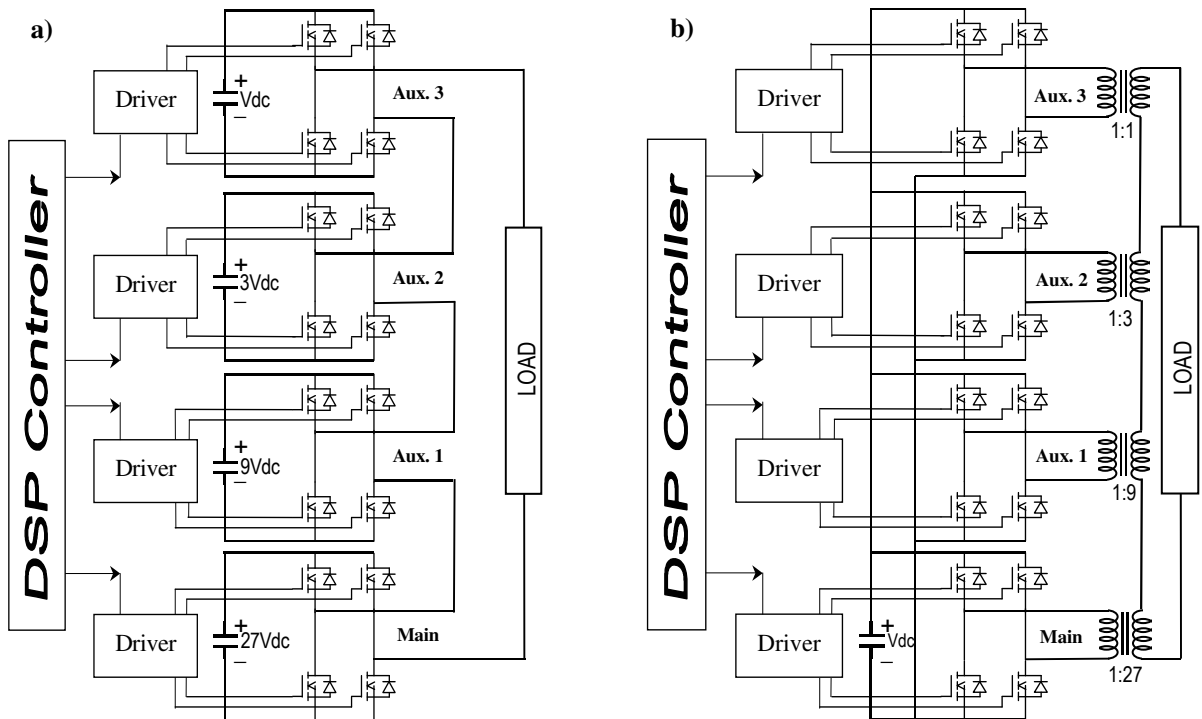 a)
DSP Controller
Driver
+
Vdc
–
Aux. 3
Driver
+
3Vdc
–
Aux. 2
Driver
+
9Vdc
–
Aux. 1
Driver
+
27Vdc
–
Main
LOAD
b)
DSP Controller
Driver
Aux. 3
1:1
Driver
Aux. 2
1:3
Driver
Aux. 1
1:9
Driver
+
Vdc
–
Main
1:27
LOAD